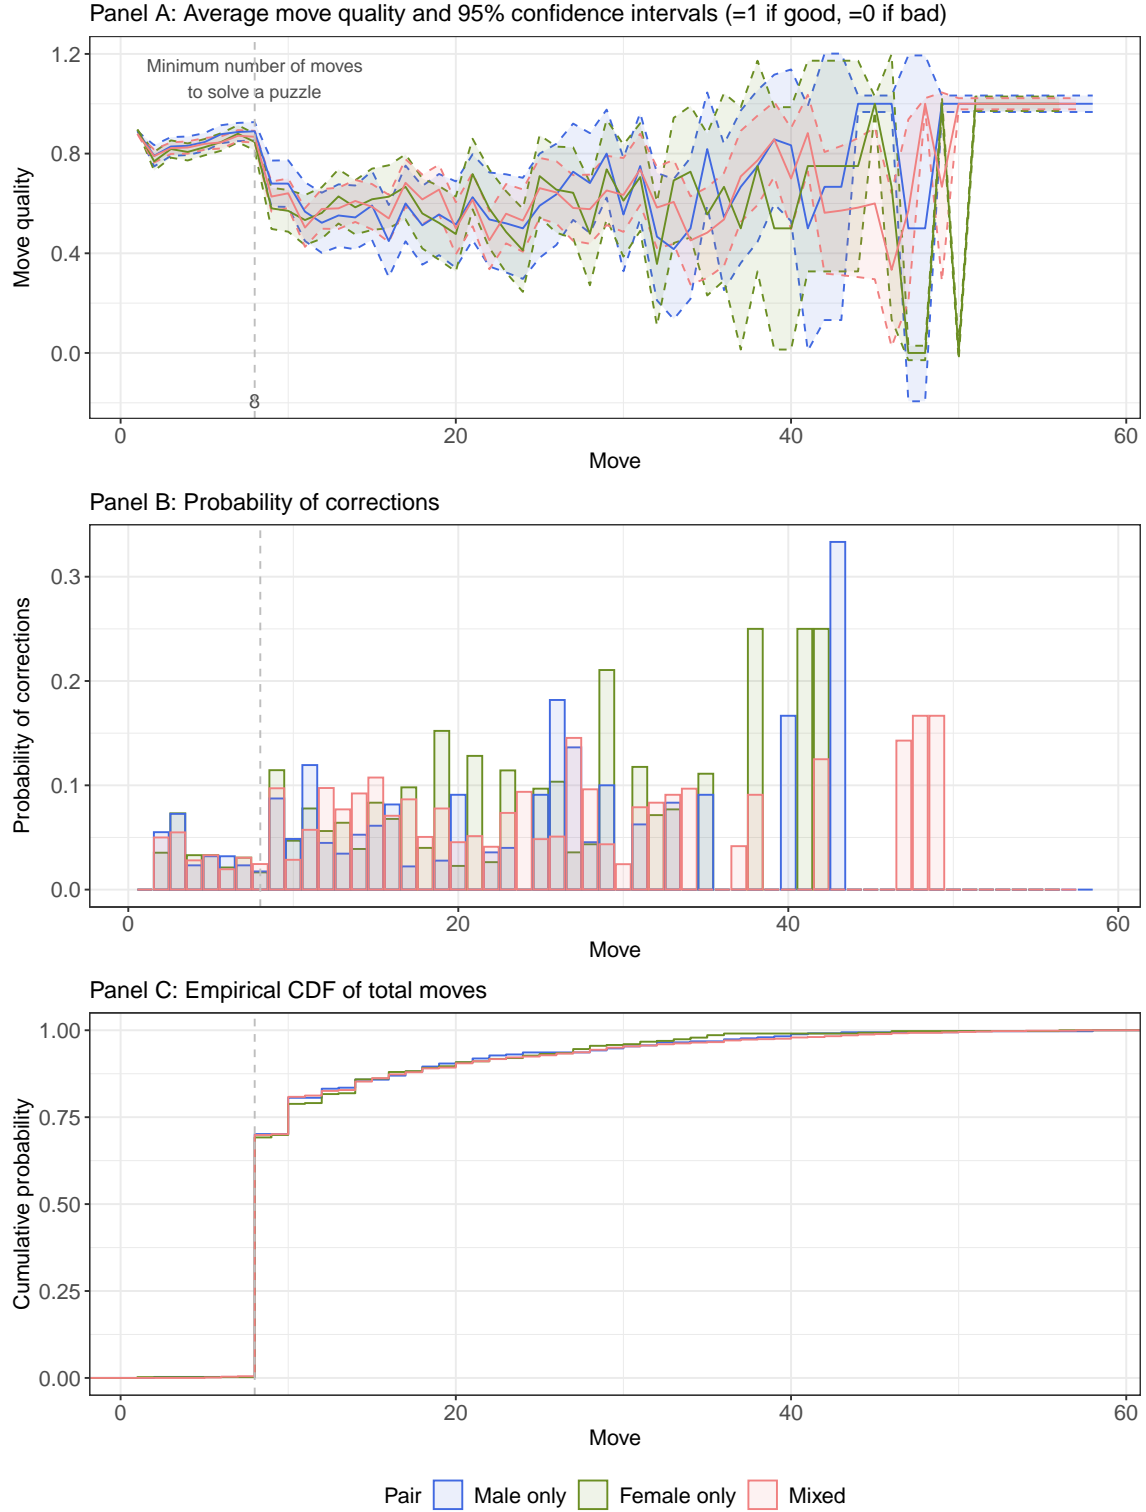 Panel A: Average move quality and 95% confidence intervals (=1 if good, =0 if bad)
1.2
Minimum number of moves
to solve a puzzle
0.8
Move quality
0.4
0.0
8
0 20 40 60
Move
Panel B: Probability of corrections
0.3
0.2
Probability of corrections
0.1
0.0
0 20 40 60
Move
Panel C: Empirical CDF of total moves
1.00
0.75
Cumulative probability
0.50
0.25
0.00
0 20 40 60
Move
Pair Male only Female only Mixed